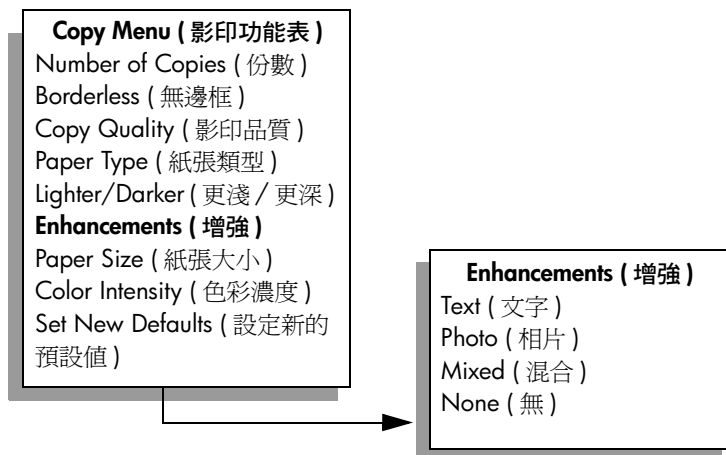 Copy Menu ( 影印功能表 )
Number of Copies ( 份數 )
Borderless ( 無邊框 )
Copy Quality ( 影印品質 )
Paper Type ( 紙張類型 )
Lighter/Darker ( 更淺 / 更深 )
Enhancements ( 增強 )
Paper Size ( 紙張大小 )
Color Intensity ( 色彩濃度 )
Set New Defaults ( 設定新的
預設值 )
Enhancements ( 增強 )
Text ( 文字 )
Photo ( 相片 )
Mixed ( 混合 )
None ( 無 )